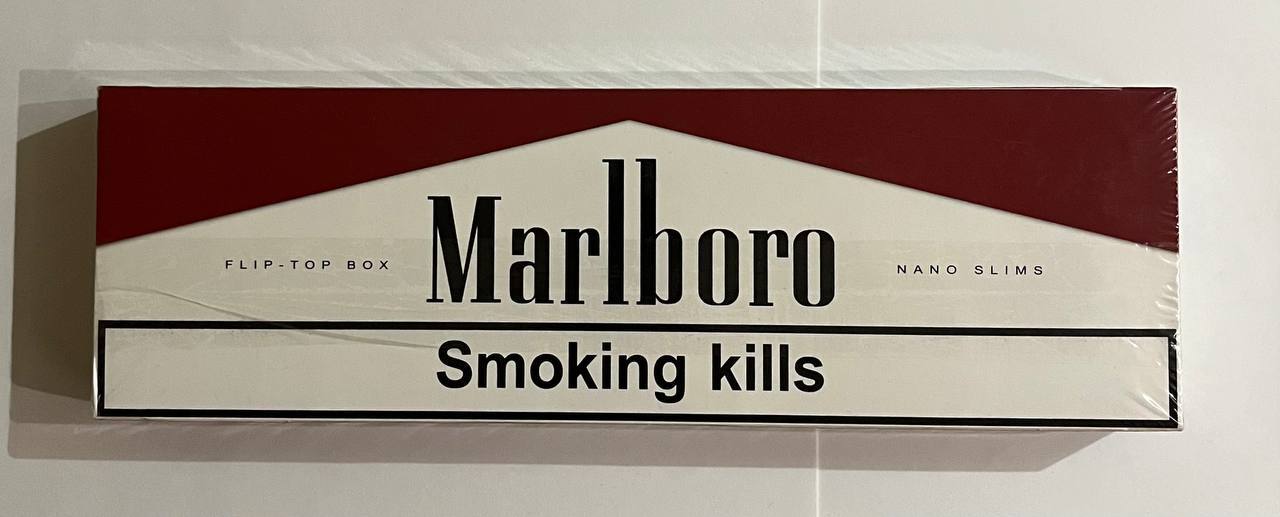 Marlboro
FLIP-TOP BOX
NANO SLIMS
Smoking kills